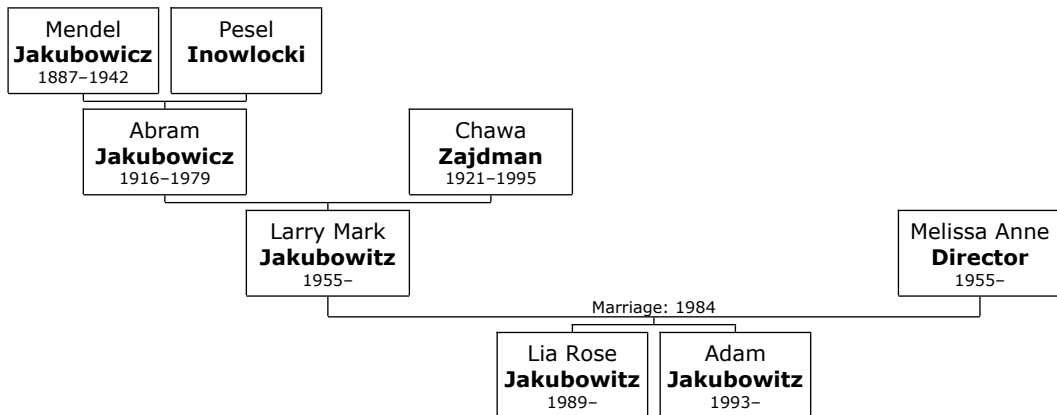 Mendel
Jakubowicz
1887–1942
Pesel
Inowlocki
Abram
Jakubowicz
1916–1979
Chawa
Zajdman
1921–1995
Larry Mark
Jakubowitz
1955–
Melissa Anne
Director
1955–
Marriage: 1984
Lia Rose
Jakubowitz
1989–
Adam
Jakubowitz
1993–